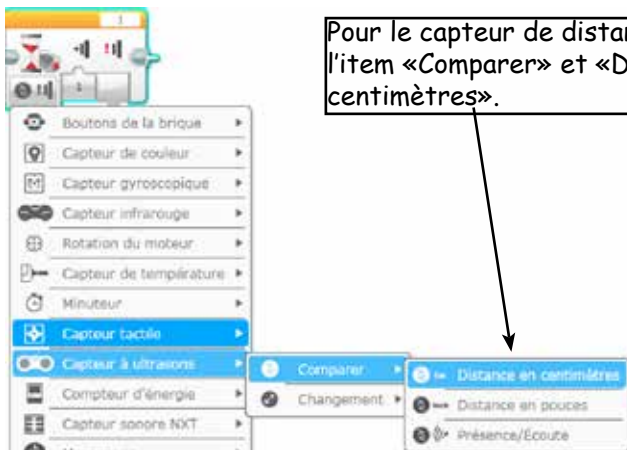 1
Pour le capteur de distan
l'item «Comparer» et «D
centimètres».
1
Boutons de la brique
Capteur de couleur
Capteur gyroscopique
Capteur infrarouge
Rotation du moteur
Capteur de température
Minuteur
Capteur tactile
Capteur à ultrasons
Comparer
Distance en centimètres
Compteur d'énergie
Changement
Distance en pouces
Capteur sonore NXT
Présence/Écoute